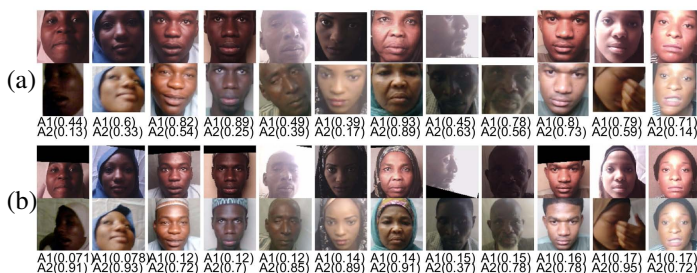 (a)
A1(0.44) A1(0.6) A1(0.82) A1(0.89) A1(0.49) A1(0.39) A1(0.93) A1(0.45) A1(0.78) A1(0.8) A1(0.79) A1(0.71)
A2(0.13) A2(0.33) A2(0.54) A2(0.25) A2(0.39) A2(0.17) A2(0.89) A2(0.63) A2(0.56) A2(0.73) A2(0.59) A2(0.14)
(b)
A1(0.071) A1(0.078) A1(0.12) A1(0.12) A1(0.12) A1(0.14) A1(0.14) A1(0.15) A1(0.15) A1(0.16) A1(0.17) A1(0.17)
A2(0.91) A2(0.93) A2(0.72) A2(0.7) A2(0.85) A2(0.89) A2(0.91) A2(0.97) A2(0.78) A2(0.78) A2(0.95)